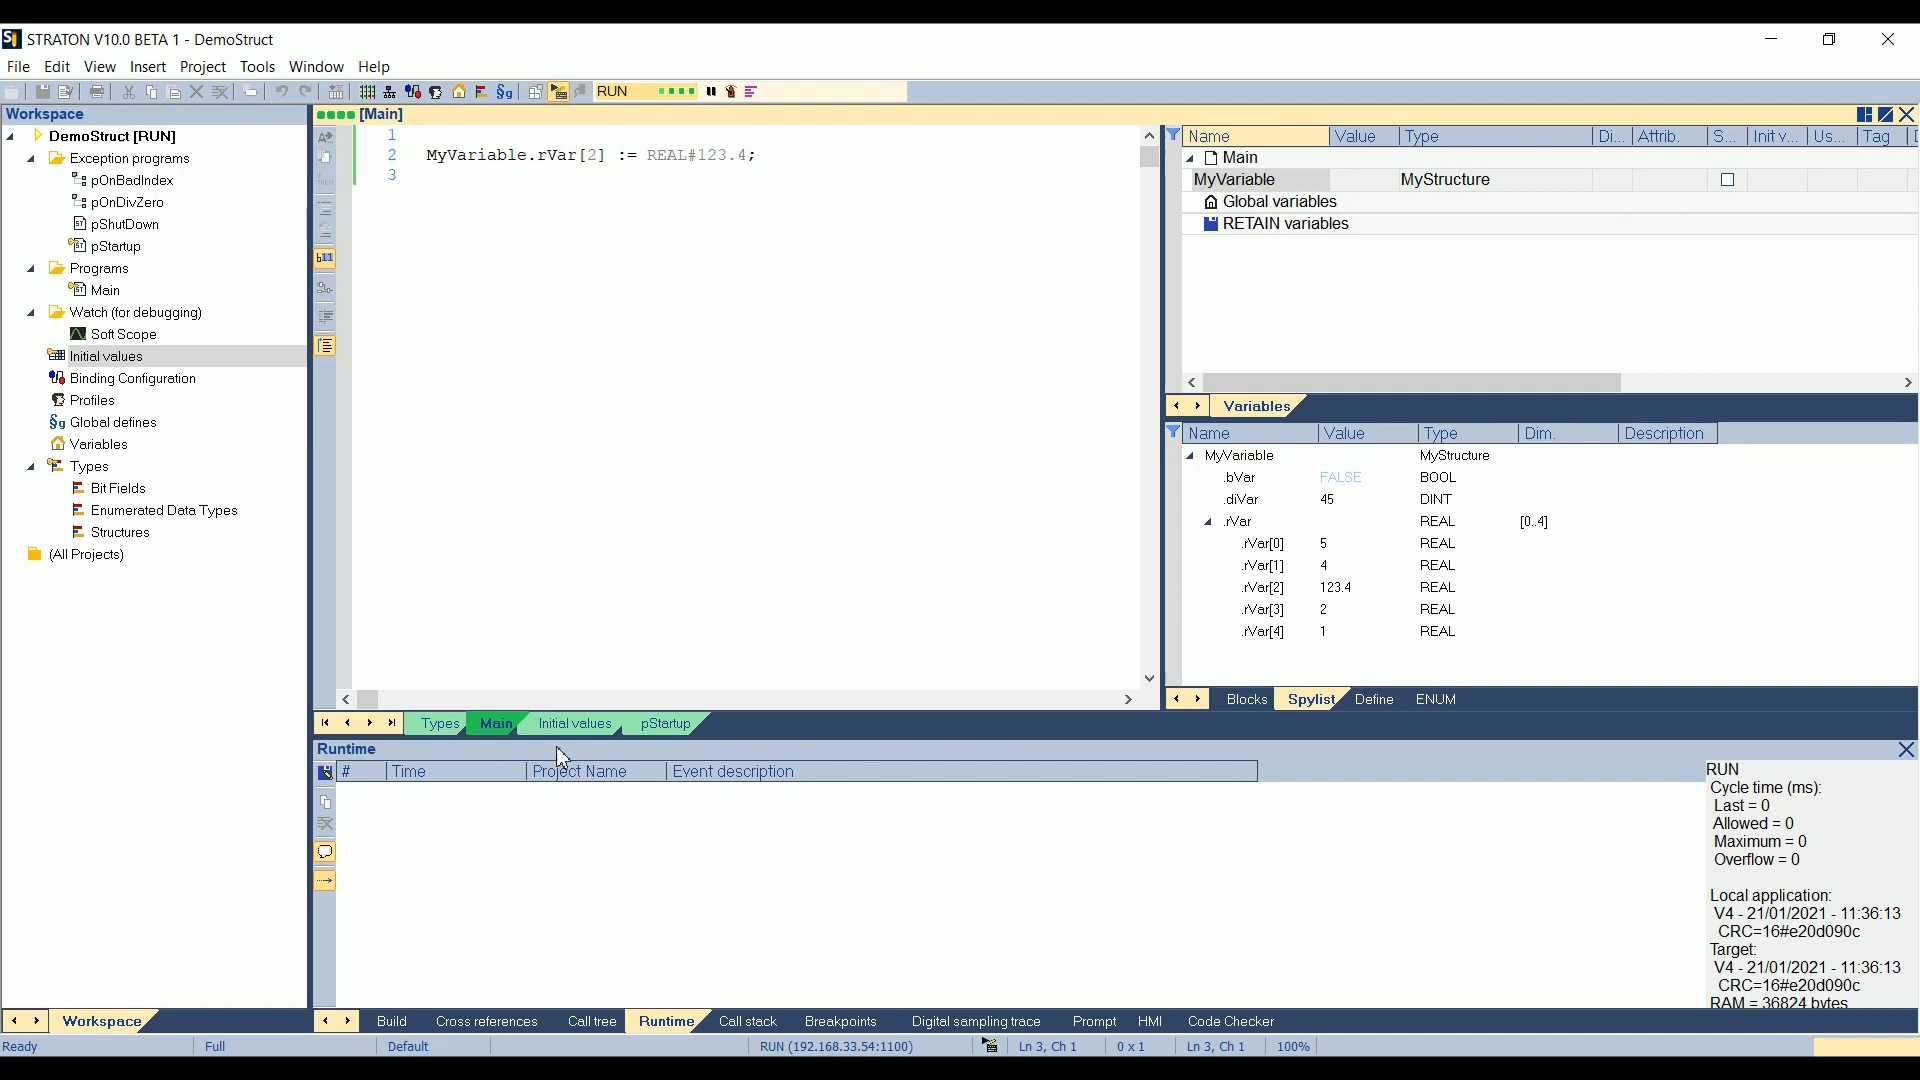 STRATON V10.0 BETA 1 - DemoStruct
File Edit View Insert Project Tools Window Help
RUN
Workspace
DemoStruct [RUN]
Exception programs
pOnBadIndex
pOnDivZero
pShutDown
pStartup
Programs
Main
Watch (for debugging)
Soft Scope
Initial values
Binding Configuration
Profiles
Global defines
Variables
Types
Bit Fields
Enumerated Data Types
Structures
(All Projects)
Workspace
[Main]
1
2 MyVariable.rVar[2] := REAL#123.4;
3
Types Main Initial values pStartup
Name Value Type Di... Attrib. S... Init v... Us... Tag
Main
MyVariable MyStructure
Global variables
RETAIN variables
Variables
Name Value Type Dim. Description
MyVariable MyStructure
.bVar FALSE BOOL
.diVar 45 DINT
.rVar REAL [0..4]
.rVar[0] 5 REAL
.rVar[1] 4 REAL
.rVar[2] 123.4 REAL
.rVar[3] 2 REAL
.rVar[4] 1 REAL
Blocks Spylist Define ENUM
Runtime
# Time Project Name Event description
RUN
Cycle time (ms):
Last = 0
Allowed = 0
Maximum = 0
Overflow = 0
Local application:
V4 - 21/01/2021 - 11:36:13
CRC=16#e20d090c
Target:
V4 - 21/01/2021 - 11:36:13
CRC=16#e20d090c
RAM = 36824 bytes
Build Cross references Call tree Runtime Call stack Breakpoints Digital sampling trace Prompt HMI Code Checker
Ready Full Default RUN (192.168.33.54:1100) Ln 3, Ch 1 0 x 1 Ln 3, Ch 1 100%